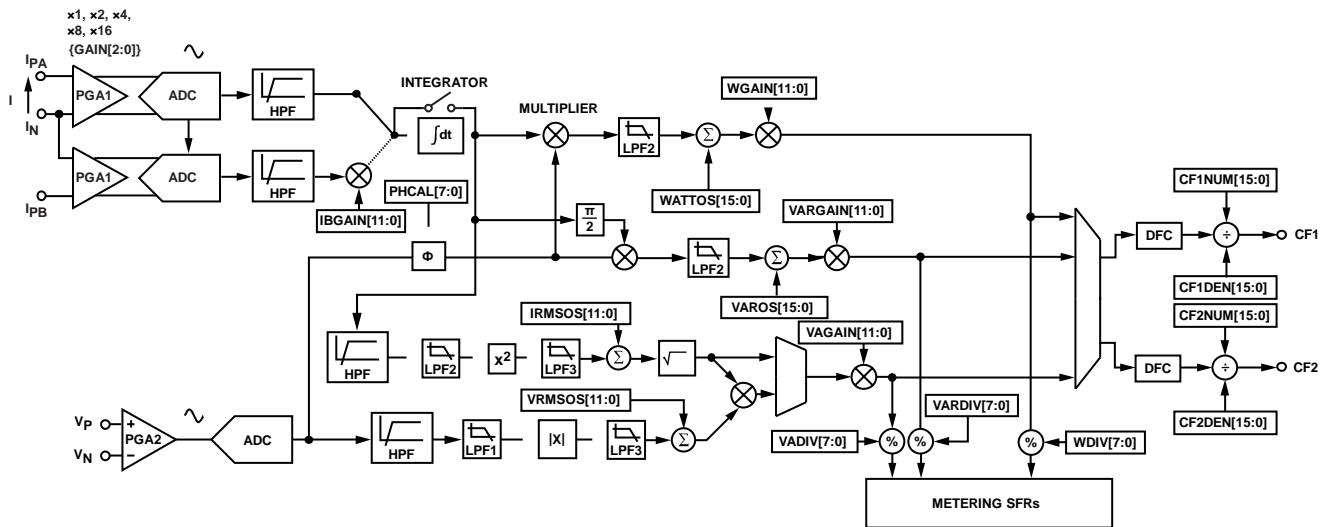 ×1, ×2, ×4,
×8, ×16
{GAIN[2:0]}
IPA
I
IN
IPB
PGA1
ADC
HPF
PGA1
ADC
HPF
IBGAIN[11:0]
INTEGRATOR
∫dt
MULTIPLIER
PHCAL[7:0]
Φ
π
2
LPF2
Σ
WATTOS[15:0]
WGAIN[11:0]
LPF2
Σ
VAROS[15:0]
VARGAIN[11:0]
HPF
LPF2
X2
LPF3
IRMSOS[11:0]
Σ
√
VAGAIN[11:0]
VP
VN
+
−
PGA2
ADC
HPF
LPF1
|X|
LPF3
VRMSOS[11:0]
Σ
VADIV[7:0]
%
VARDIV[7:0]
%
%
WDIV[7:0]
METERING SFRs
CF1NUM[15:0]
DFC
÷
CF1
CF1DEN[15:0]
CF2NUM[15:0]
DFC
÷
CF2
CF2DEN[15:0]